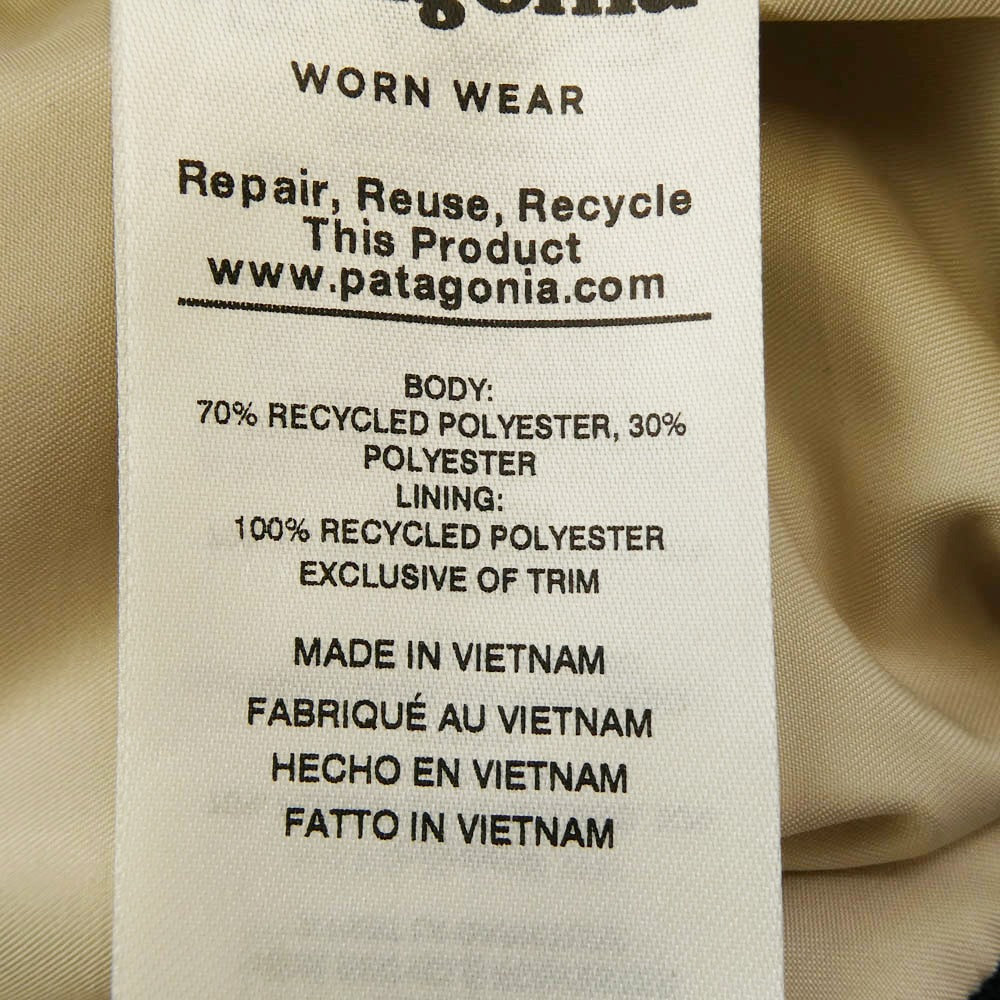 WORN WEAR
Repair, Reuse, Recycle
This Product
www.patagonia.com
BODY:
70% RECYCLED POLYESTER, 30%
POLYESTER
LINING:
100% RECYCLED POLYESTER
EXCLUSIVE OF TRIM
MADE IN VIETNAM
FABRIQUÉ AU VIETNAM
HECHO EN VIETNAM
FATTO IN VIETNAM